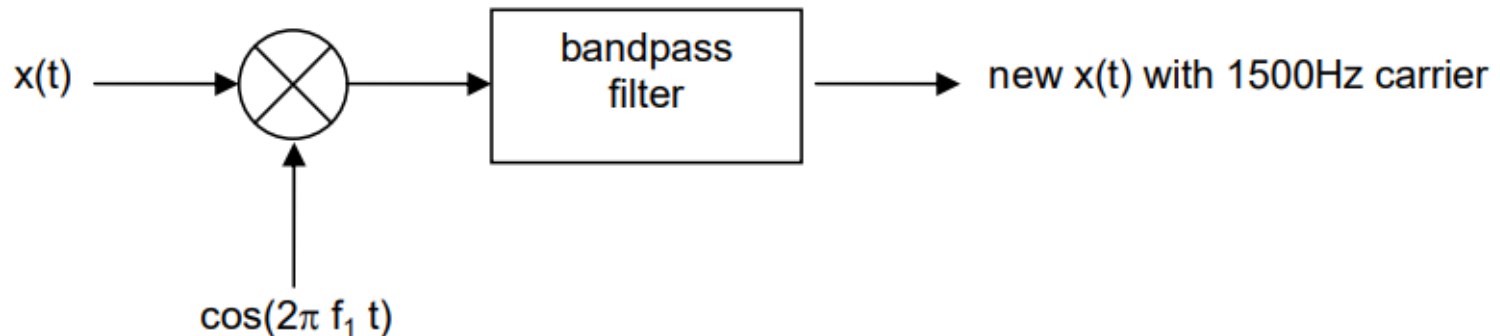 bandpass
filter
x(t)
new x(t) with 1500Hz carrier
cos(2π f₁ t)